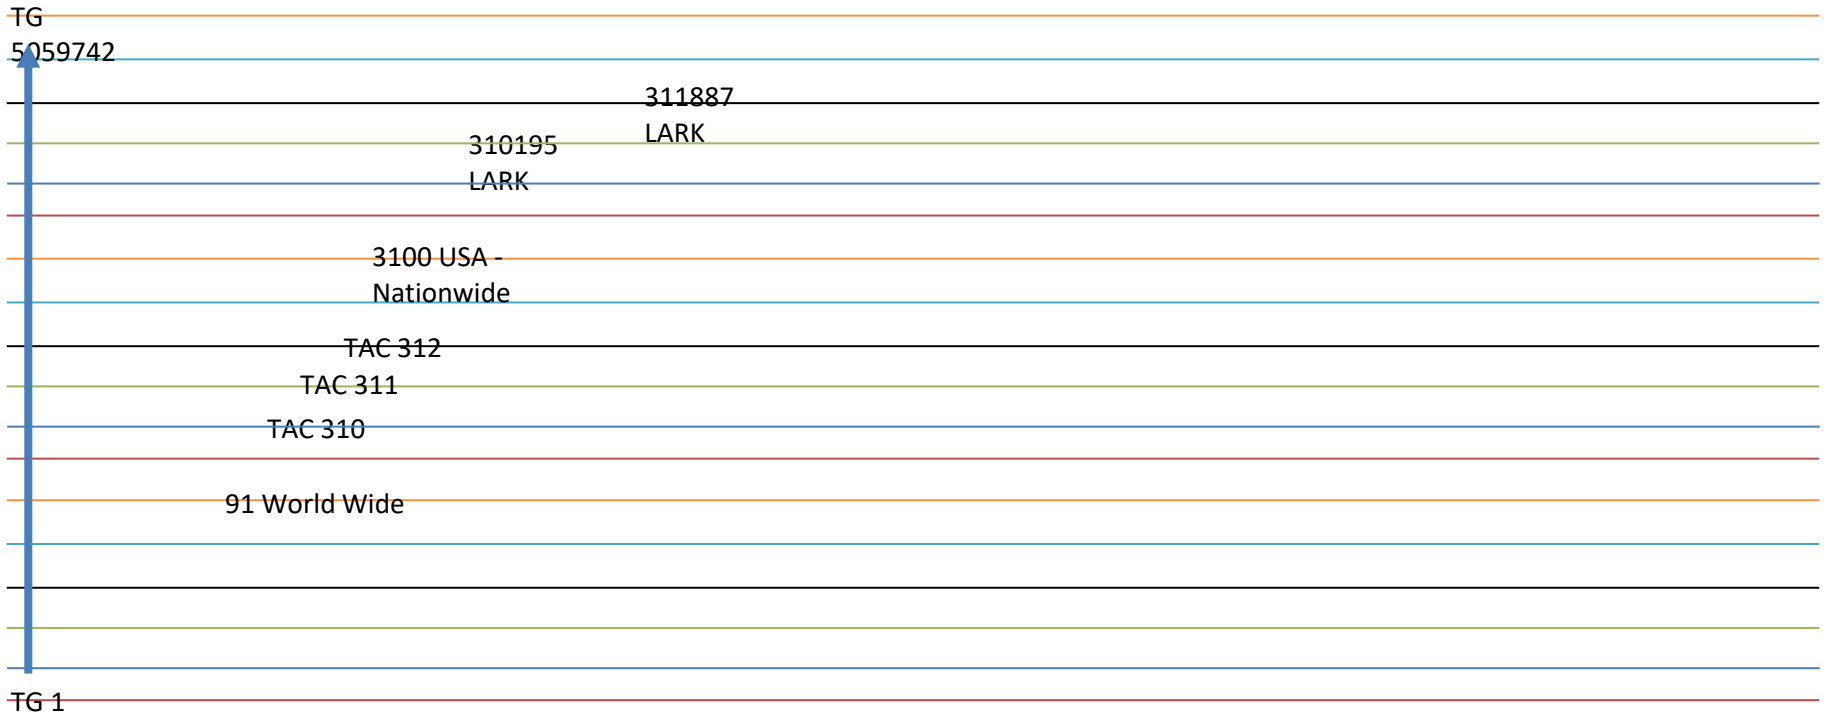 TG
5059742
311887
LARK
310195
LARK
3100 USA -
Nationwide
TAC 312
TAC 311
TAC 310
91 World Wide
TG 1